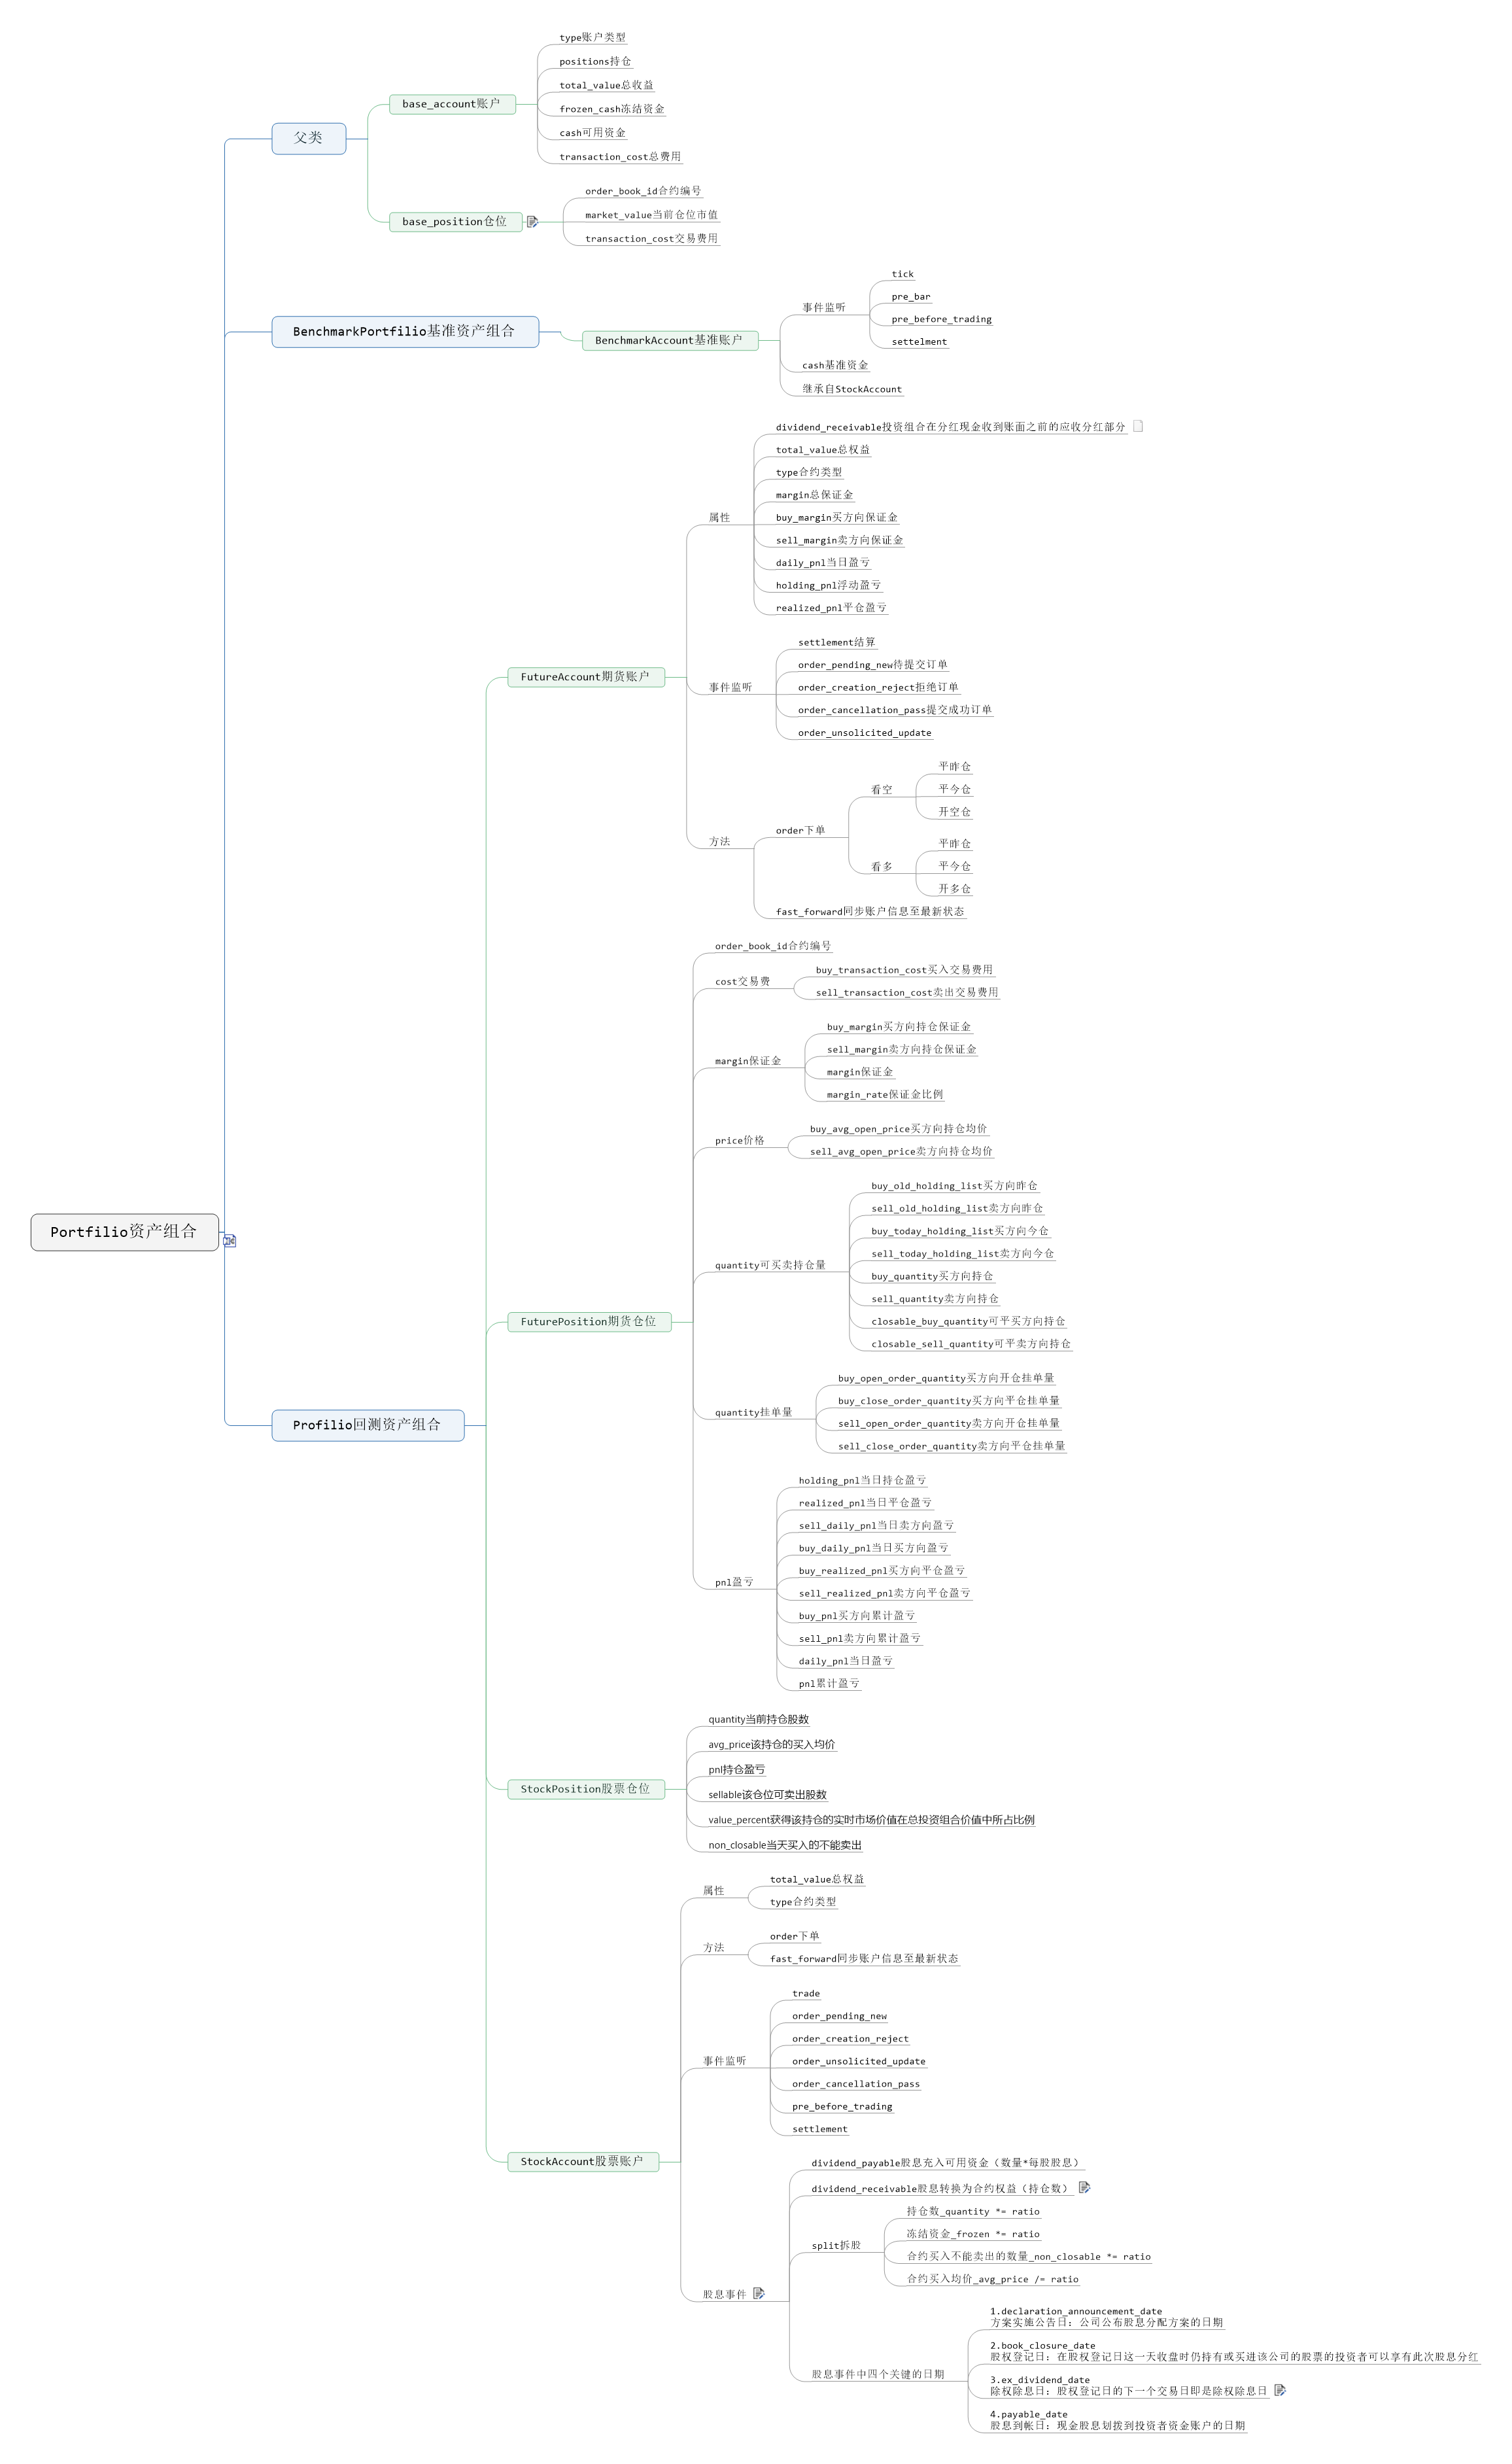 type账户类型
positions持仓
total_value总收益
frozen_cash冻结资金
cash可用资金
transaction_cost总费用
base_account账户
父类
order_book_id合约编号
market_value当前仓位市值
transaction_cost交易费用
base_position仓位
tick
pre_bar
pre_before_trading
settelment
事件监听
BenchmarkPortfilio基准资产组合
BenchmarkAccount基准账户
cash基准资金
继承自StockAccount
dividend_receivable投资组合在分红现金收到账面之前的应收分红部分
total_value总权益
type合约类型
margin总保证金
buy_margin买方向保证金
sell_margin卖方向保证金
daily_pnl当日盈亏
holding_pnl浮动盈亏
realized_pnl平仓盈亏
属性
settlement结算
order_pending_new待提交订单
order_creation_reject拒绝订单
order_cancellation_pass提交成功订单
order_unsolicited_update
事件监听
FutureAccount期货账户
平昨仓
平今仓
开空仓
看空
order下单
平昨仓
平今仓
开多仓
看多
方法
fast_forward同步账户信息至最新状态
order_book_id合约编号
cost交易费
buy_transaction_cost买入交易费用
sell_transaction_cost卖出交易费用
margin保证金
buy_margin买方向持仓保证金
sell_margin卖方向持仓保证金
margin保证金
margin_rate保证金比例
price价格
buy_avg_open_price买方向持仓均价
sell_avg_open_price卖方向持仓均价
quantity可买卖持仓量
buy_old_holding_list买方向昨仓
sell_old_holding_list卖方向昨仓
buy_today_holding_list买方向今仓
sell_today_holding_list卖方向今仓
buy_quantity买方向持仓
sell_quantity卖方向持仓
closable_buy_quantity可平买方向持仓
closable_sell_quantity可平卖方向持仓
Portfilio资产组合
FuturePosition期货仓位
quantity挂单量
buy_open_order_quantity买方向开仓挂单量
buy_close_order_quantity买方向平仓挂单量
sell_open_order_quantity卖方向开仓挂单量
sell_close_order_quantity卖方向平仓挂单量
Profilio回测资产组合
pnl盈亏
holding_pnl当日持仓盈亏
realized_pnl当日平仓盈亏
sell_daily_pnl当日卖方向盈亏
buy_daily_pnl当日买方向盈亏
buy_realized_pnl买方向平仓盈亏
sell_realized_pnl卖方向平仓盈亏
buy_pnl买方向累计盈亏
sell_pnl卖方向累计盈亏
daily_pnl当日盈亏
pnl累计盈亏
StockPosition股票仓位
quantity当前持仓股数
avg_price该持仓的买入均价
pnl持仓盈亏
sellable该仓位可卖出股数
value_percent获得该持仓的实时市场价值在总投资组合价值中所占比例
non_closable当天买入的不能卖出
属性
total_value总权益
type合约类型
方法
order下单
fast_forward同步账户信息至最新状态
事件监听
trade
order_pending_new
order_creation_reject
order_unsolicited_update
order_cancellation_pass
pre_before_trading
settlement
StockAccount股票账户
股息事件
dividend_payable股息充入可用资金（数量*每股股息）
dividend_receivable股息转换为合约权益（持仓数）
split拆股
持仓数_quantity *= ratio
冻结资金_frozen *= ratio
合约买入不能卖出的数量_non_closable *= ratio
合约买入均价_avg_price /= ratio
股息事件中四个关键的日期
1.declaration_announcement_date
方案实施公告日：公司公布股息分配方案的日期
2.book_closure_date
股权登记日：在股权登记日这一天收盘时仍持有或买进该公司的股票的投资者可以享有此次股息分红
3.ex_dividend_date
除权除息日：股权登记日的下一个交易日即是除权除息日
4.payable_date
股息到帐日：现金股息划拨到投资者资金账户的日期